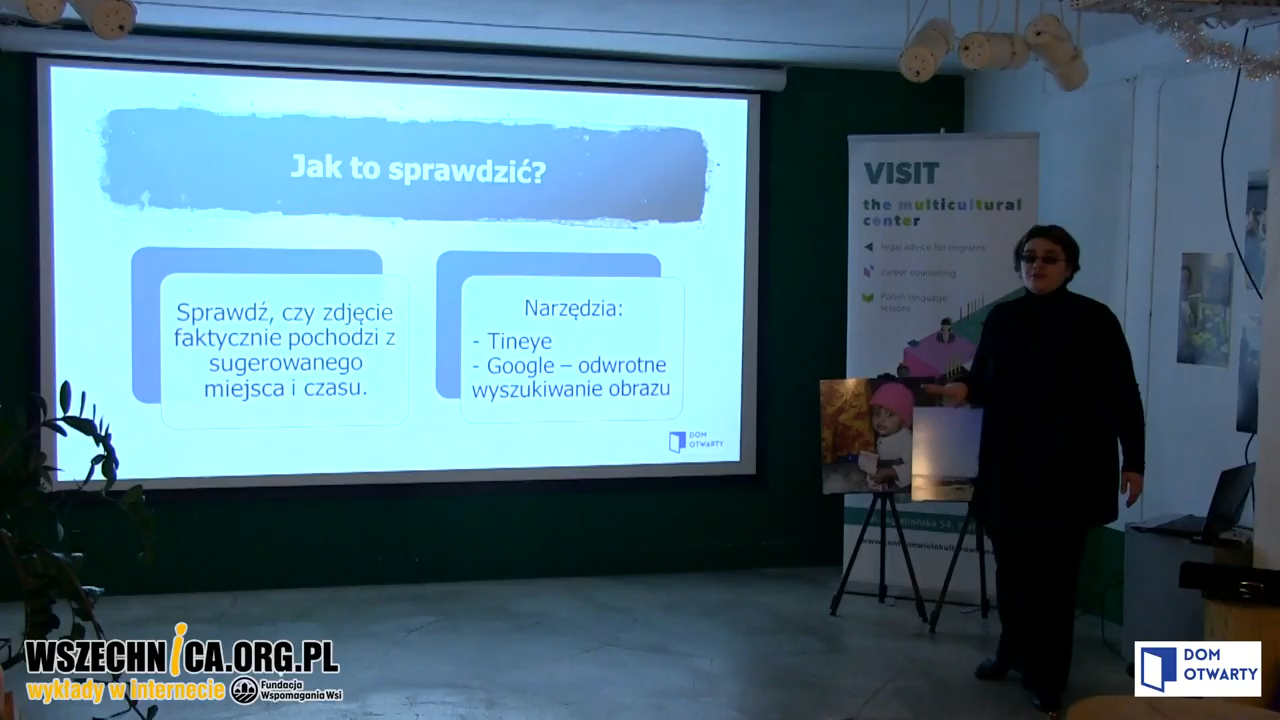 Jak to sprawdzić?
Sprawdź, czy zdjęcie
faktycznie pochodzi z
sugerowanego
miejsca i czasu.
Narzędzia:
- Tineye
- Google – odwrotne
wyszukiwanie obrazu
DOM
OTWARTY
VISIT
the multicultural
center
legal advice for migrants
career counseling
Polish language
lessons
WSZECHNICA.ORG.PL
wykłady w internecie
Fundacja
Wspomagania Wsi
DOM
OTWARTY